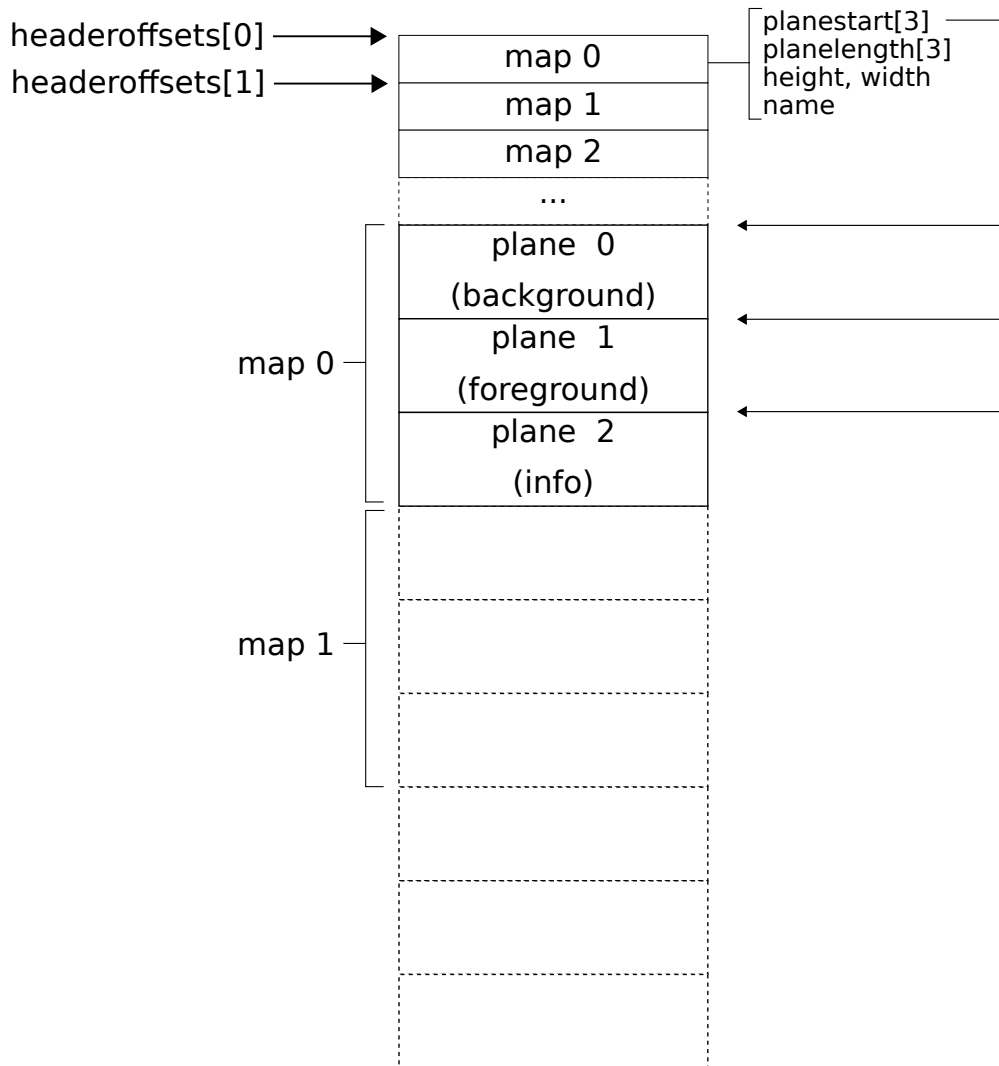 headeroffsets[0]
headeroffsets[1]
map 0
map 1
map 2
...
planestart[3]
planelength[3]
height, width
name
map 0
plane 0
(background)
plane 1
(foreground)
plane 2
(info)
map 1